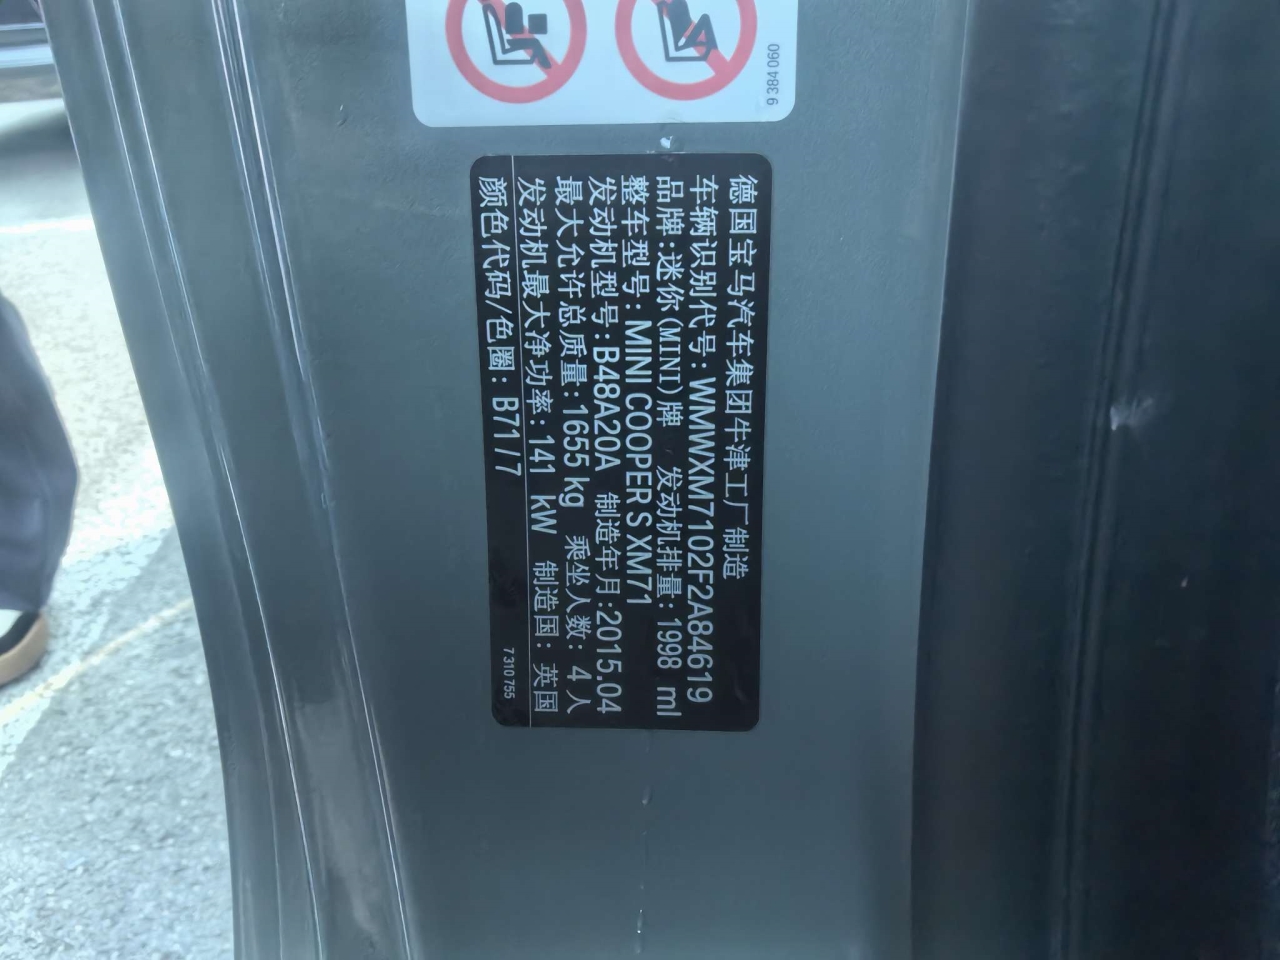 9 384 060
德国宝马汽车集团牛津工厂制造
车辆识别代号:WMWXM7102F2A84619
品牌:迷你(MINI)牌 发动机排量:1998 ml
整车型号:MINI COOPER S XM71
发动机型号:B48A20A 制造年月:2015.04
最大允许总质量:1655 kg 乘坐人数: 4 人
发动机最大净功率:141 kW 制造国: 英国
颜色代码/色圈: B71/7 7 310 755